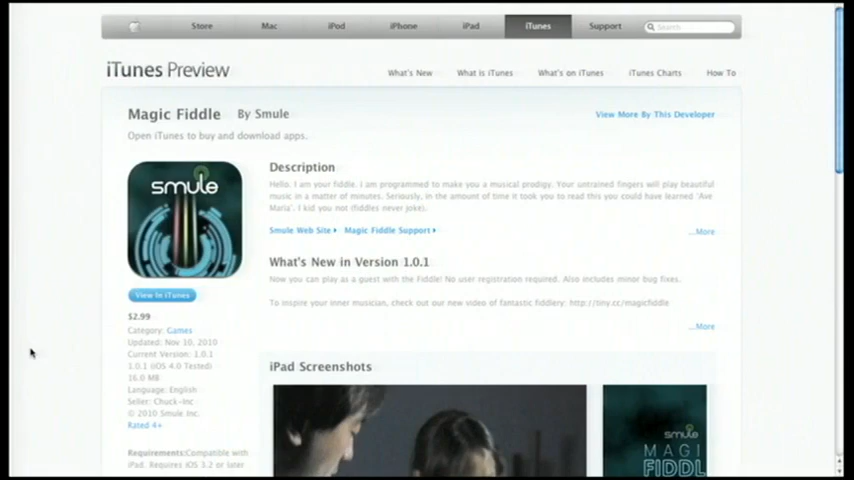 Store Mac iPod iPhone iPad iTunes Support Search
iTunes Preview
What's New What is iTunes What's on iTunes iTunes Charts How To
Magic Fiddle By Smule
View More By This Developer
Open iTunes to buy and download apps.
smule
Description
Hello. I am your fiddle. I am programmed to make you a musical prodigy. Your untrained fingers will play beautiful
music in a matter of minutes. Seriously, in the amount of time it took you to read this you could have learned "Ave
Maria". I kid you not (fiddles never joke).
Smule Web Site Magic Fiddle Support
...More
What's New in Version 1.0.1
Now you can play as a guest with the Fiddle! No user registration required. Also includes minor bug fixes.
To inspire your inner musician, check out our new video of fantastic fiddlery: http://tiny.cc/magicfiddle
...More
View In iTunes
$2.99
Category: Games
Updated: Nov 10, 2010
Current Version: 1.0.1
1.0.1 (iOS 4.0 Tested)
16.0 MB
Language: English
Seller: Chuck-Inc
© 2010 Smule Inc.
Rated 4+
Requirements: Compatible with
iPad. Requires iOS 3.2 or later
iPad Screenshots
smule
MAGI
FIDDL